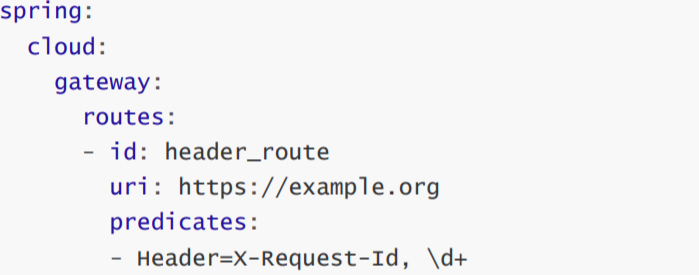 spring:
  cloud:
    gateway:
      routes:
      - id: header_route
        uri: https://example.org
        predicates:
        - Header=X-Request-Id, \d+